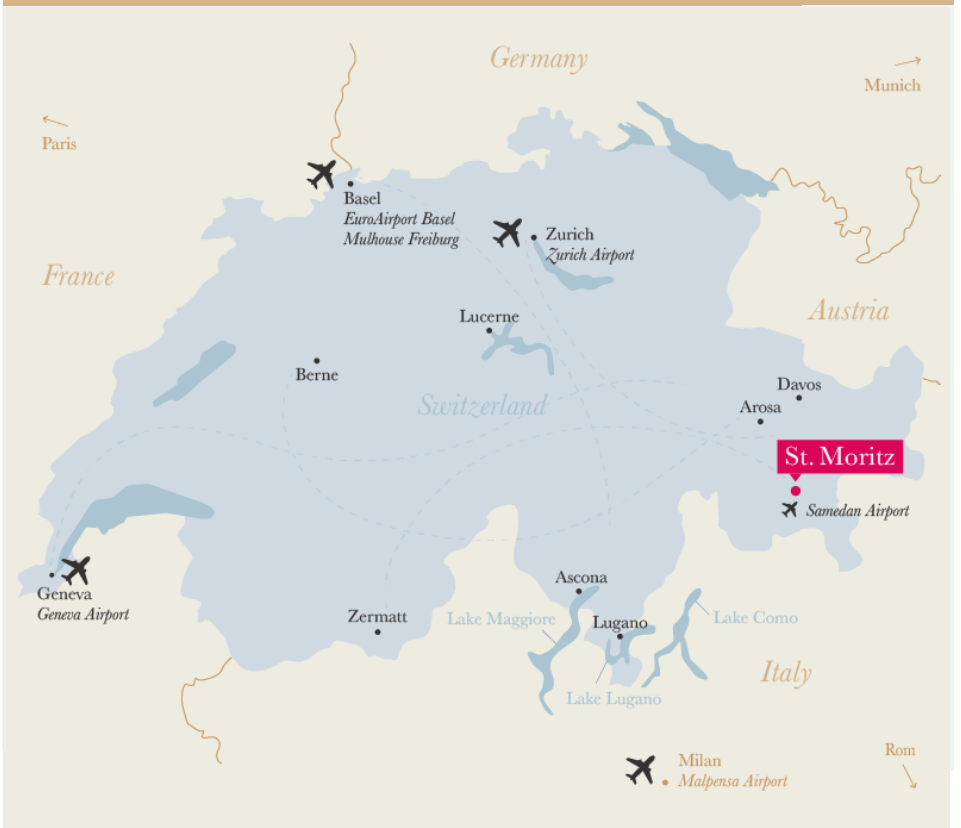 Germany
Munich
Paris
Basel
EuroAirport Basel
Mulhouse Freiburg
Zurich
Zurich Airport
France
Austria
Lucerne
Berne
Davos
Switzerland
Arosa
St. Moritz
Samedan Airport
Ascona
Geneva
Geneva Airport
Zermatt
Lake Maggiore
Lugano
Lake Como
Italy
Lake Lugano
Rom
Milan
Malpensa Airport